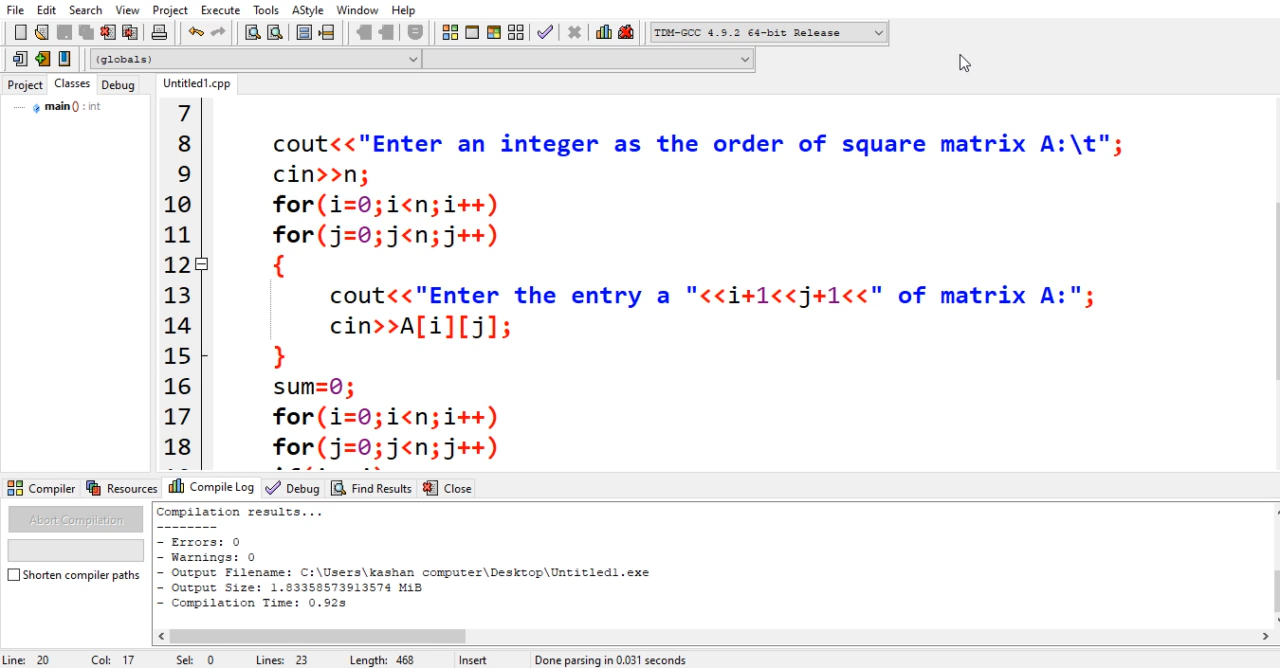 File Edit Search View Project Execute Tools AStyle Window Help
TDM-GCC 4.9.2 64-bit Release
(globals)
Project Classes Debug
Untitled1.cpp
main() : int
7
8 cout<<"Enter an integer as the order of square matrix A:\t";
9 cin>>n;
10 for(i=0;i<n;i++)
11 for(j=0;j<n;j++)
12 {
13 cout<<"Enter the entry a "<<i+1<<j+1<<" of matrix A:";
14 cin>>A[i][j];
15 }
16 sum=0;
17 for(i=0;i<n;i++)
18 for(j=0;j<n;j++)
Compiler Resources Compile Log Debug Find Results Close
Abort Compilation
Shorten compiler paths
Compilation results...
--------
- Errors: 0
- Warnings: 0
- Output Filename: C:\Users\kashan computer\Desktop\Untitled1.exe
- Output Size: 1.83358573913574 MiB
- Compilation Time: 0.92s
Line: 20 Col: 17 Sel: 0 Lines: 23 Length: 468 Insert Done parsing in 0.031 seconds